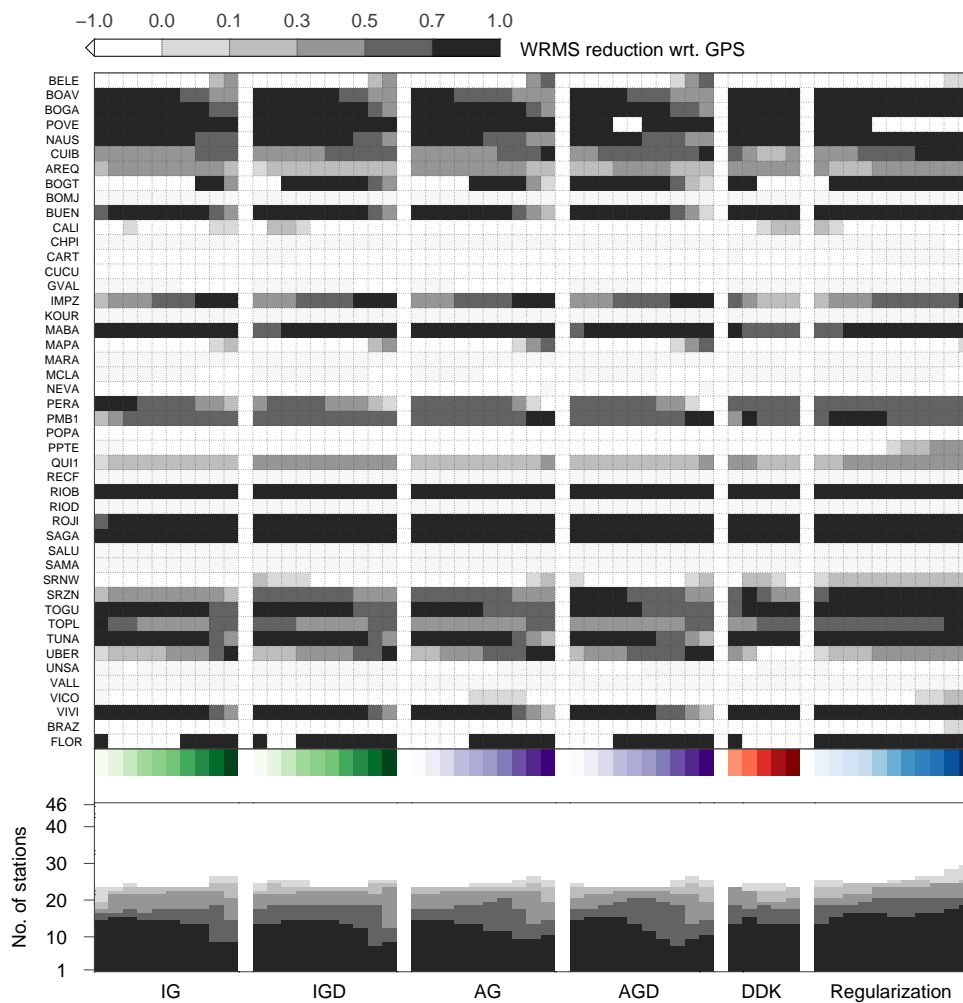 −1.0 0.0 0.1 0.3 0.5 0.7 1.0
WRMS reduction wrt. GPS
BELE
BOAV
BOGA
POVE
NAUS
CUIB
AREQ
BOGT
BOMJ
BUEN
CALI
CHPI
CART
CUCU
GVAL
IMPZ
KOUR
MABA
MAPA
MARA
MCLA
NEVA
PERA
PMB1
POPA
PPTE
QUI1
RECF
RIOB
RIOD
ROJI
SAGA
SALU
SAMA
SRNW
SRZN
TOGU
TOPL
TUNA
UBER
UNSA
VALL
VICO
VIVI
BRAZ
FLOR
No. of stations
46
40
30
20
10
1
IG IGD AG AGD DDK Regularization